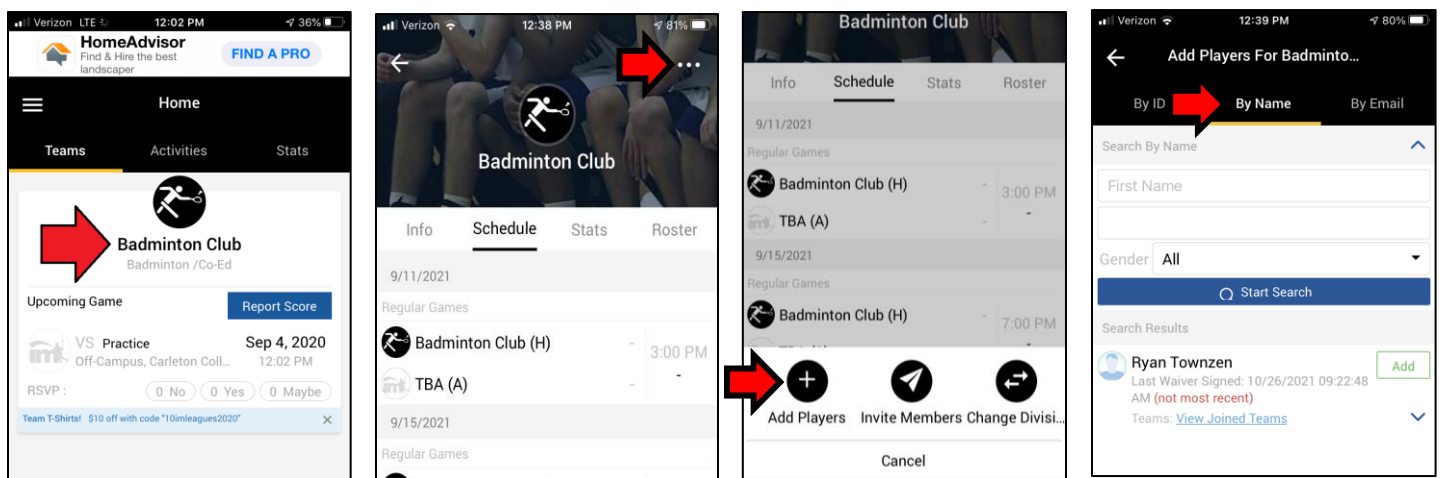 Verizon LTE 12:02 PM 36%
HomeAdvisor
Find & Hire the best
landscaper
FIND A PRO
Home
Teams Activities Stats
Badminton Club
Badminton /Co-Ed
Upcoming Game Report Score
VS Practice Sep 4, 2020
Off-Campus, Carleton Coll... 12:02 PM
RSVP : 0 No 0 Yes 0 Maybe
Team T-Shirts! $10 off with code "10imleagues2020" ×
Verizon 12:38 PM 81%
Badminton Club
Info Schedule Stats Roster
9/11/2021
Regular Games
Badminton Club (H) - 3:00 PM
TBA (A) - -
9/15/2021
Regular Games
Badminton Club
Info Schedule Stats Roster
9/11/2021
Regular Games
Badminton Club (H) - 3:00 PM
TBA (A) - -
9/15/2021
Regular Games
Badminton Club (H) - 7:00 PM
Add Players Invite Members Change Divisi...
Cancel
Verizon 12:39 PM 80%
Add Players For Badminto...
By ID By Name By Email
Search By Name
First Name
Gender All
Start Search
Search Results
Ryan Townzen Add
Last Waiver Signed: 10/26/2021 09:22:48
AM (not most recent)
Teams: View Joined Teams